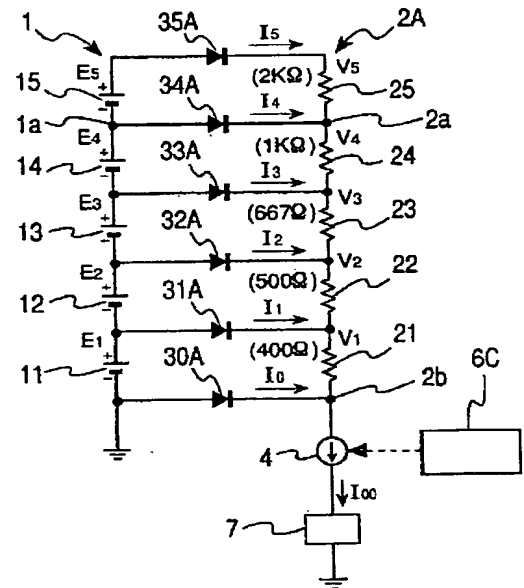 1
35A
I5
2A
E5
V5
15
(2KΩ)
25
34A
I4
1a
2a
E4
(1KΩ)
V4
14
33A
I3
24
E3
(667Ω)
V3
13
32A
I2
23
E2
(500Ω)
V2
12
31A
I1
22
E1
(400Ω)
V1
11
30A
I0
21
2b
6C
4
I00
7
+
−
+
−
+
−
+
−
+
−